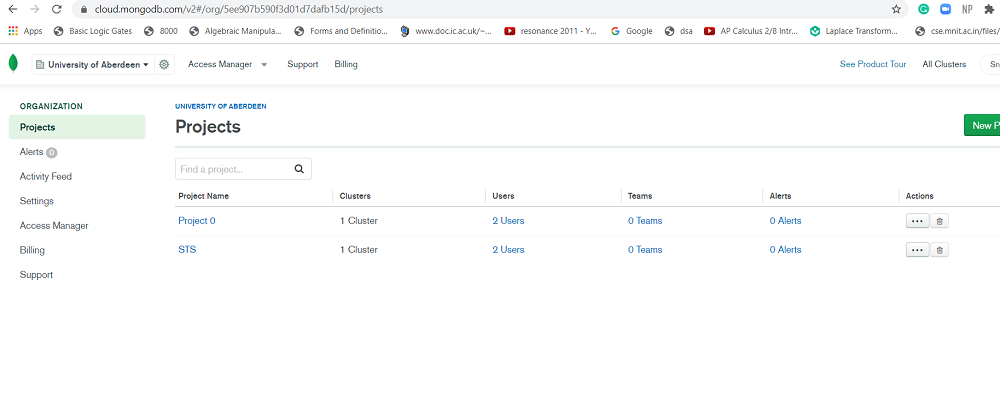 cloud.mongodb.com/v2#/org/5ee907b590f3d01d7dafb15d/projects
NP
Apps Basic Logic Gates 8000 Algebraic Manipula... Forms and Definitio... www.doc.ic.ac.uk/~... resonance 2011 - Y... Google dsa AP Calculus 2/8 Intr... Laplace Transform... cse.mnit.ac.in/files/
University of Aberdeen Access Manager Support Billing See Product Tour All Clusters Sn
ORGANIZATION
Projects
Alerts 0
Activity Feed
Settings
Access Manager
Billing
Support
UNIVERSITY OF ABERDEEN
Projects
New P
Find a project...
Project Name Clusters Users Teams Alerts Actions
Project 0 1 Cluster 2 Users 0 Teams 0 Alerts
STS 1 Cluster 2 Users 0 Teams 0 Alerts